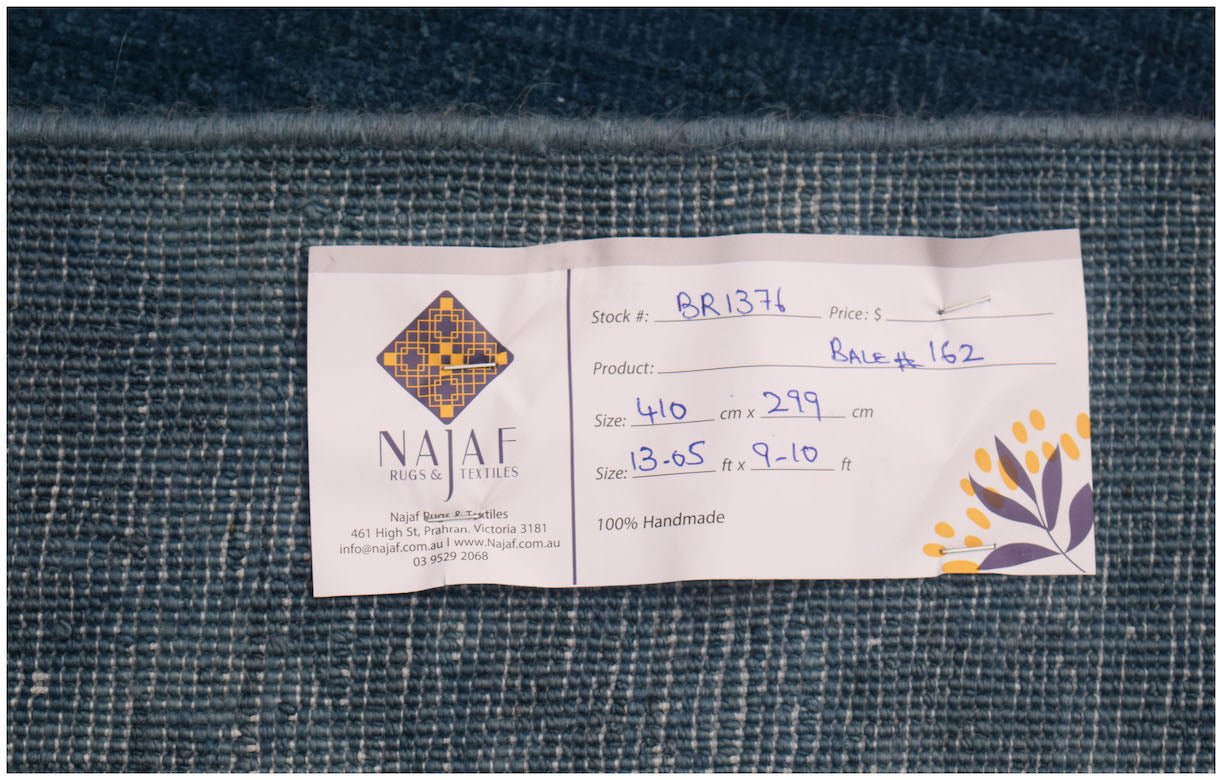 NAJAF
RUGS & TEXTILES
Najaf Rugs & Textiles
461 High St, Prahran, Victoria 3181
info@najaf.com.au I www.Najaf.com.au
03 9529 2068
Stock #: BR1376 Price: $
Product: BALE # 162
Size: 410 cm x 299 cm
Size: 13-05 ft x 9-10 ft
100% Handmade